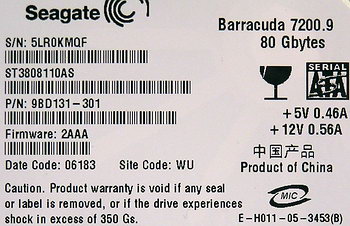 Seagate
Barracuda 7200.9
80 Gbytes
S/N: 5LR0KMQF
ST3808110AS
SERIAL
ATA
P/N: 9BD131-301
+5V 0.46A
+12V 0.56A
Firmware: 2AAA
中国产品
Date Code: 06183 Site Code: WU
Product of China
Caution. Product warranty is void if any seal
or label is removed, or if the drive experiences
shock in excess of 350 Gs.
MIC
E-H011-05-3453(B)